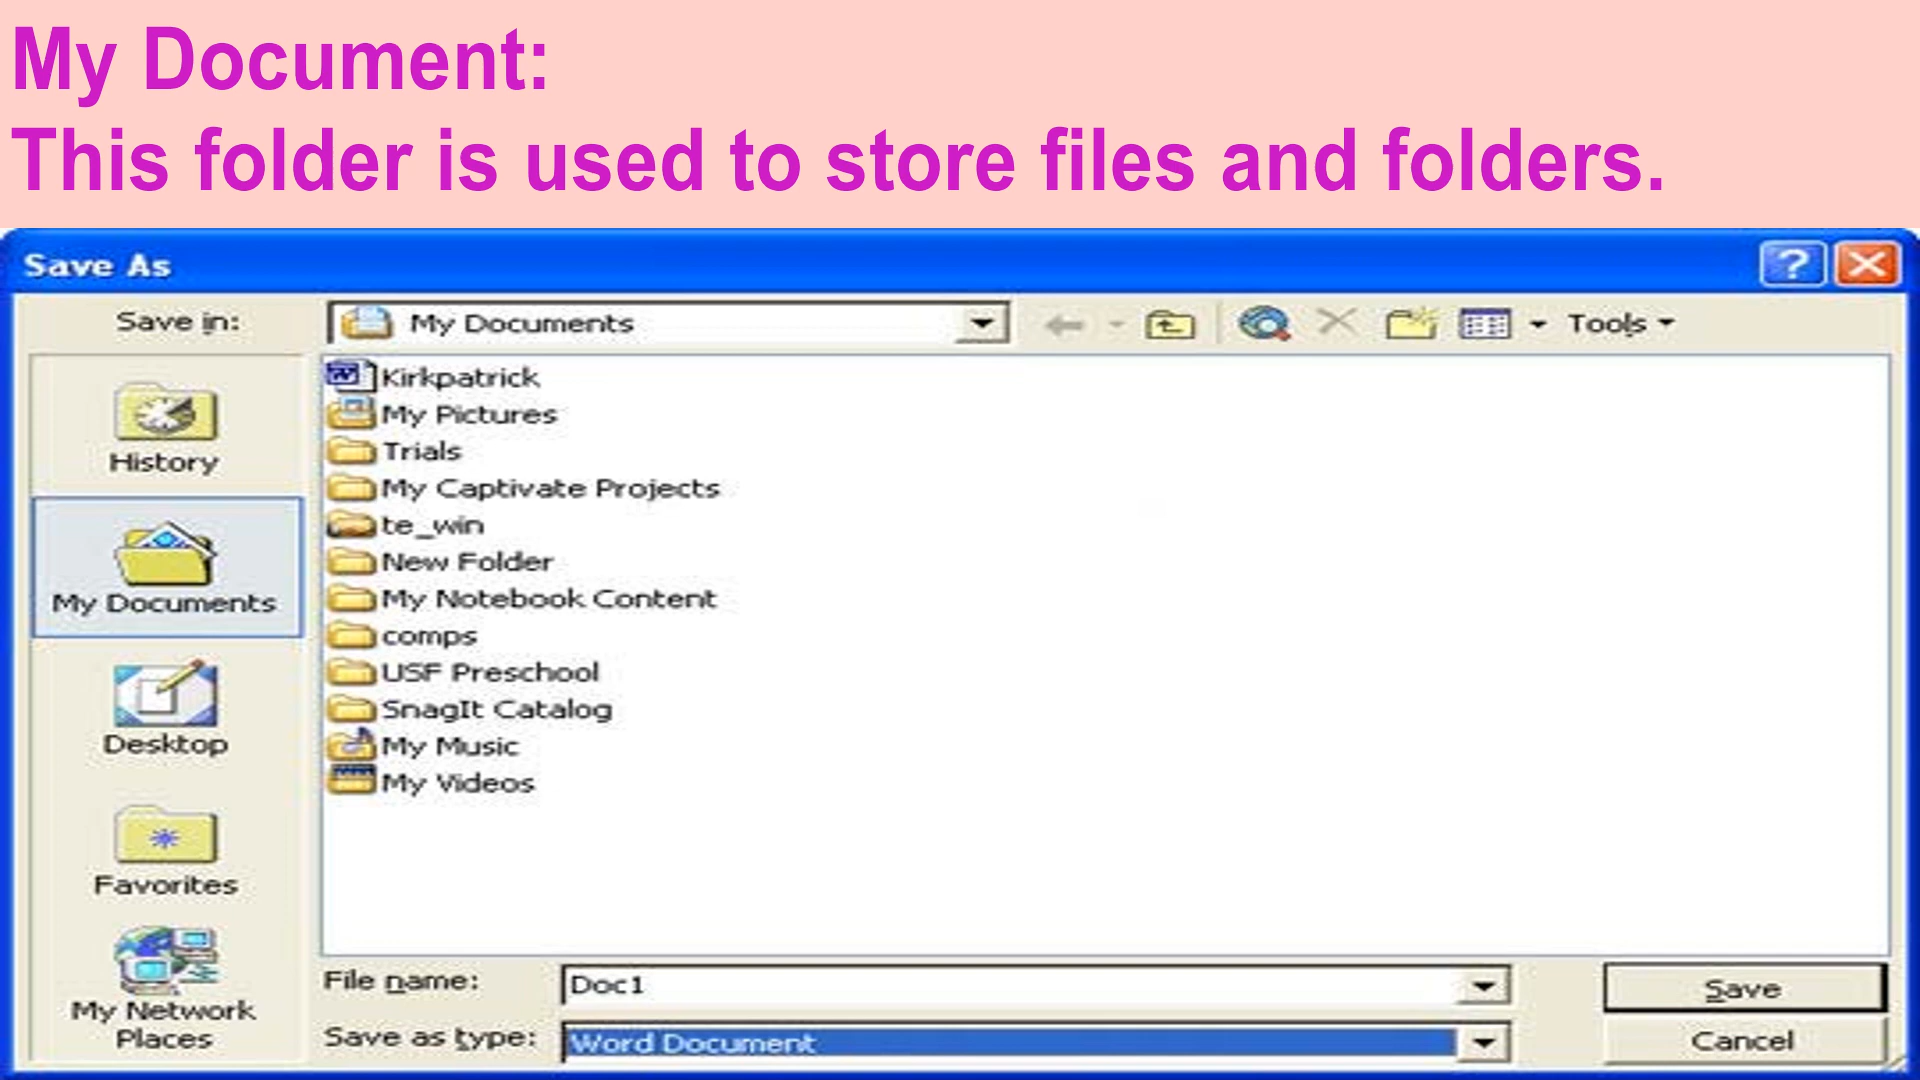 My Document:
This folder is used to store files and folders.
Save As
Save in:
My Documents
Tools
History
My Documents
Desktop
Favorites
My Network
Places
Kirkpatrick
My Pictures
Trials
My Captivate Projects
te_win
New Folder
My Notebook Content
comps
USF Preschool
SnagIt Catalog
My Music
My Videos
File name:
Doc1
Save
Save as type:
Word Document
Cancel